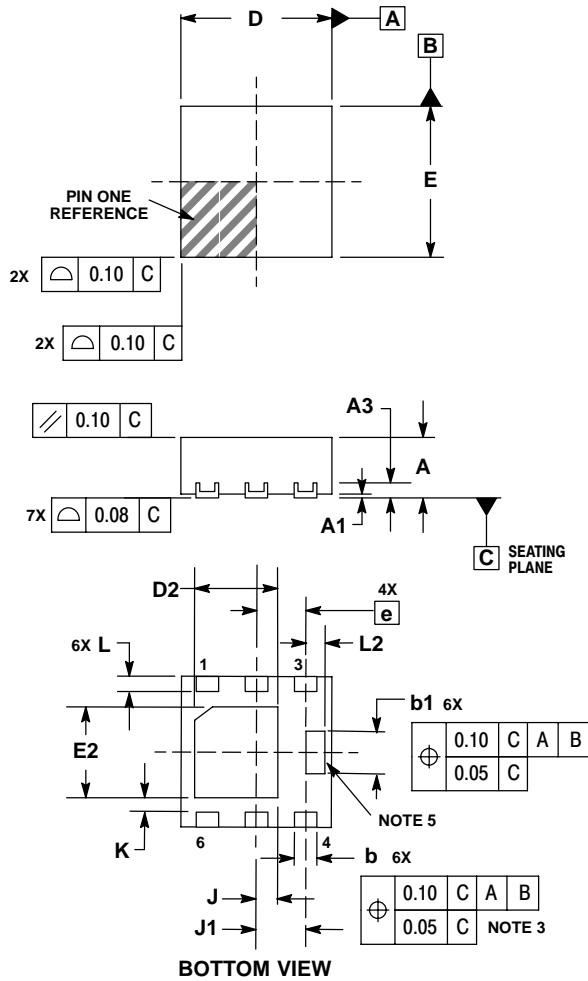 D
A
B
E
PIN ONE
REFERENCE
2X ⌓ 0.10 C
2X ⌓ 0.10 C
A3
// 0.10 C
A
7X ⌓ 0.08 C
A1
C SEATING
PLANE
D2
4X
e
6X L
1
3
L2
b1 6X
E2
⌖ 0.10 C A B
0.05 C
NOTE 5
K
6
4
b 6X
J
⌖ 0.10 C A B
0.05 C NOTE 3
J1
BOTTOM VIEW